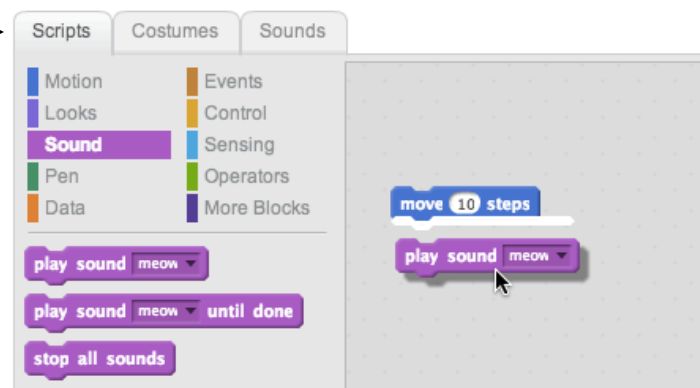 Scripts Costumes Sounds
Motion Events
Looks Control
Sound Sensing
Pen Operators
Data More Blocks
move 10 steps
play sound meow
play sound meow
play sound meow until done
stop all sounds